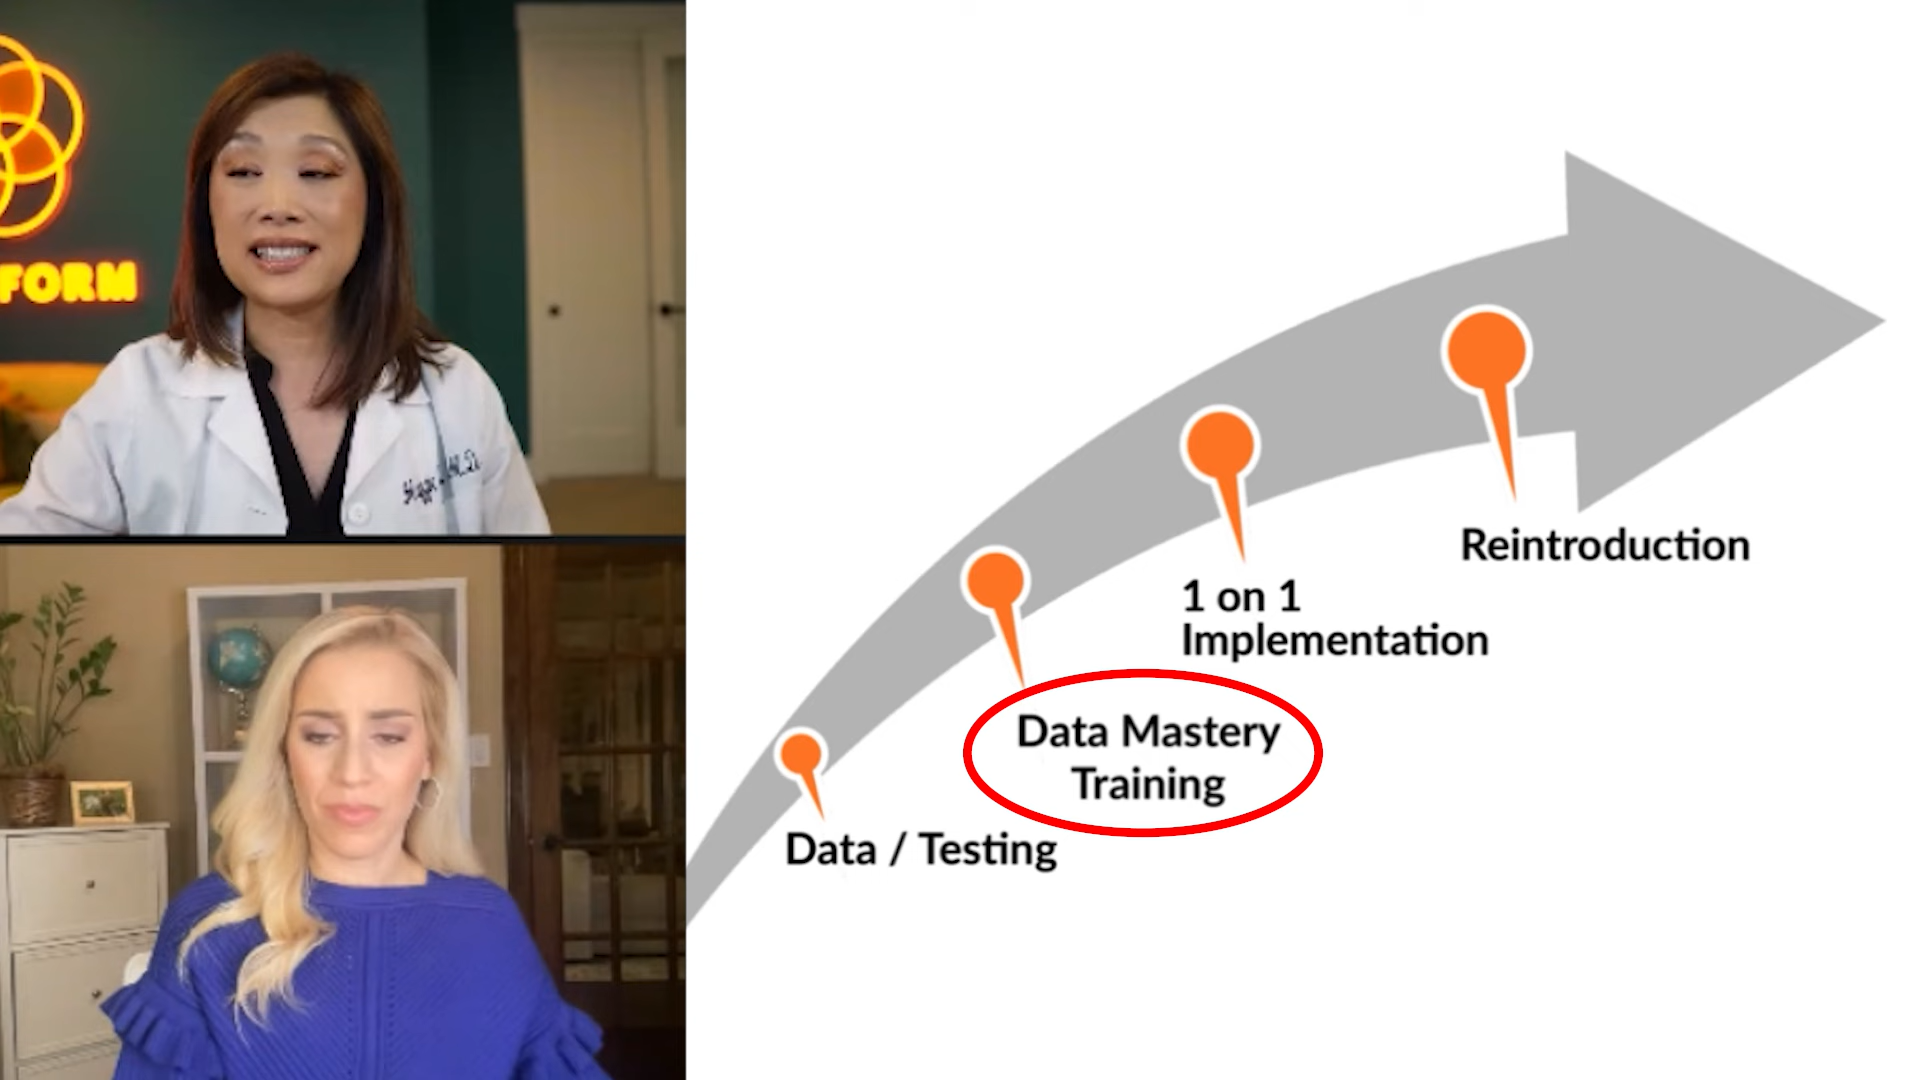 FORM
M.D.
Reintroduction
1 on 1
Implementation
Data Mastery
Training
Data / Testing